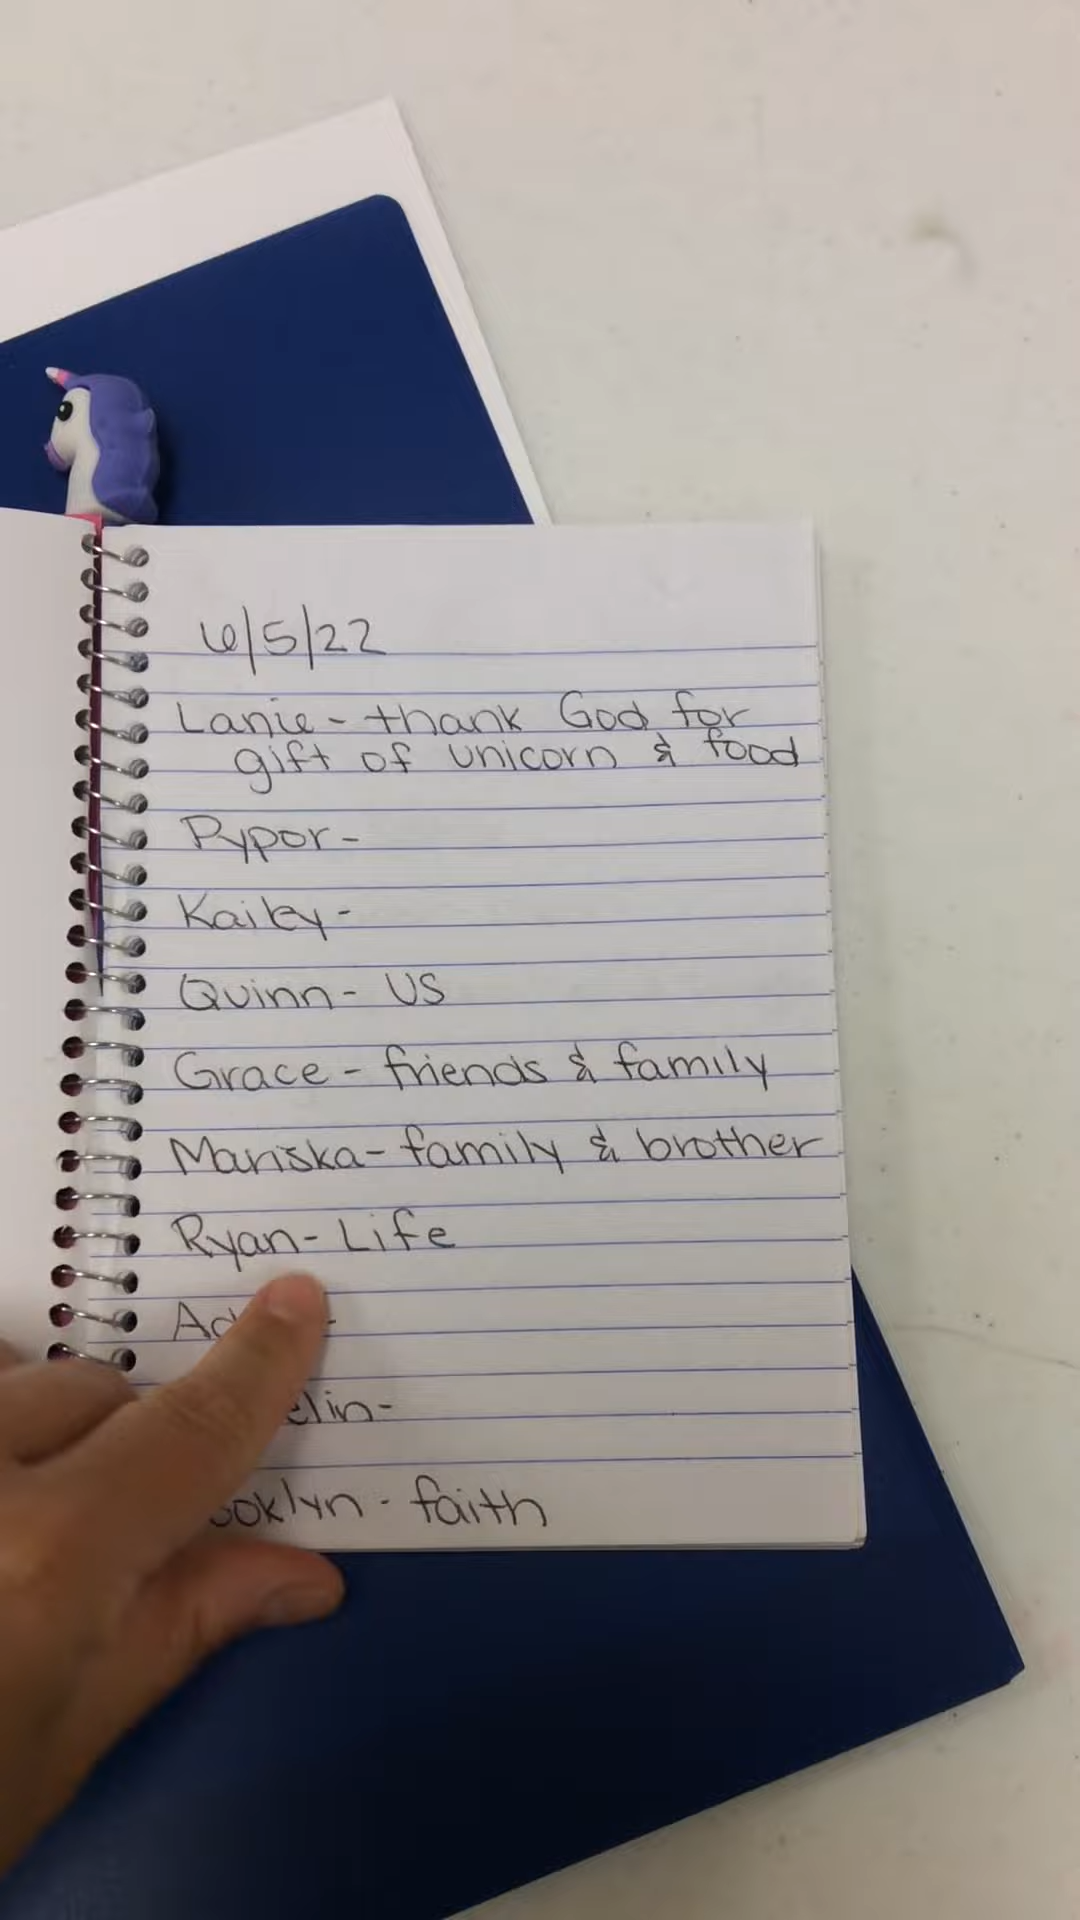 6/5/22
Lanie - thank God for
gift of unicorn & food
Pypor -
Kailey -
Quinn - US
Grace - friends & family
Mariska - family & brother
Ryan - Life
- faith